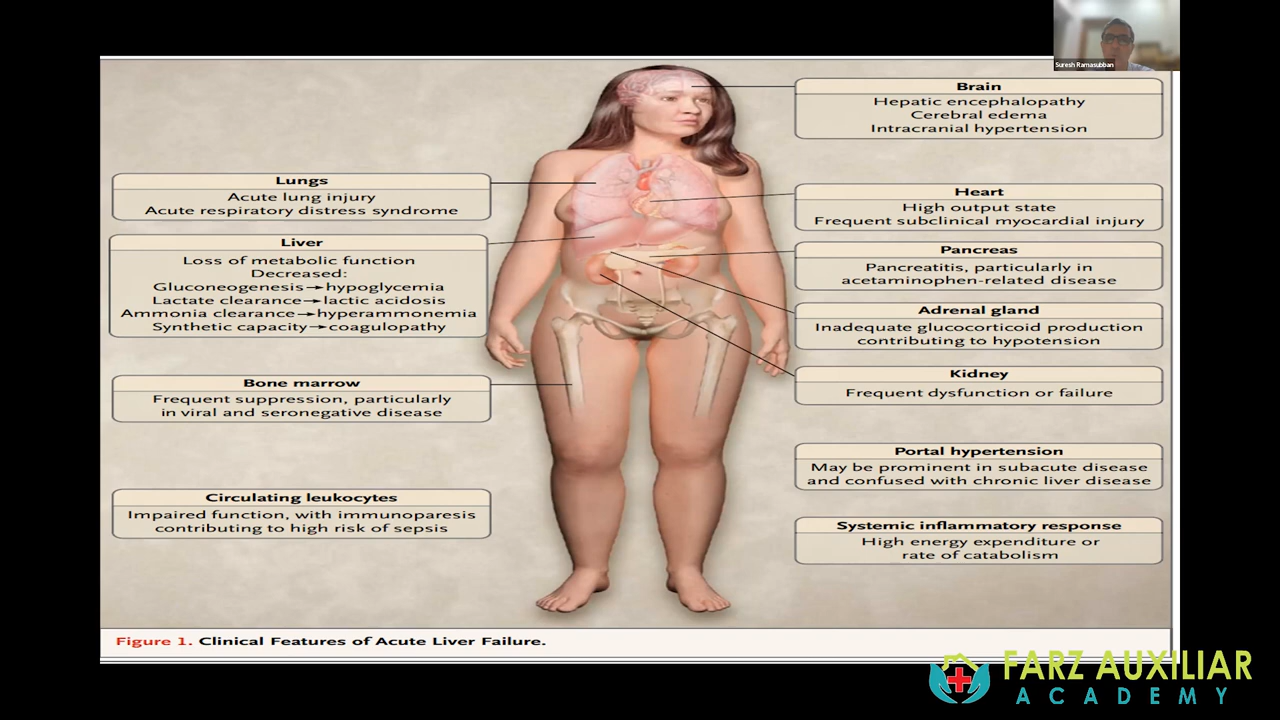 Suresh Ramasubban
Brain
Hepatic encephalopathy
Cerebral edema
Intracranial hypertension
Lungs
Acute lung injury
Acute respiratory distress syndrome
Heart
High output state
Frequent subclinical myocardial injury
Liver
Loss of metabolic function
Decreased:
Gluconeogenesis→hypoglycemia
Lactate clearance→lactic acidosis
Ammonia clearance→hyperammonemia
Synthetic capacity→coagulopathy
Pancreas
Pancreatitis, particularly in
acetaminophen-related disease
Adrenal gland
Inadequate glucocorticoid production
contributing to hypotension
Kidney
Frequent dysfunction or failure
Bone marrow
Frequent suppression, particularly
in viral and seronegative disease
Portal hypertension
May be prominent in subacute disease
and confused with chronic liver disease
Circulating leukocytes
Impaired function, with immunoparesis
contributing to high risk of sepsis
Systemic inflammatory response
High energy expenditure or
rate of catabolism
Figure 1. Clinical Features of Acute Liver Failure.
FARZ AUXILIAR
ACADEMY